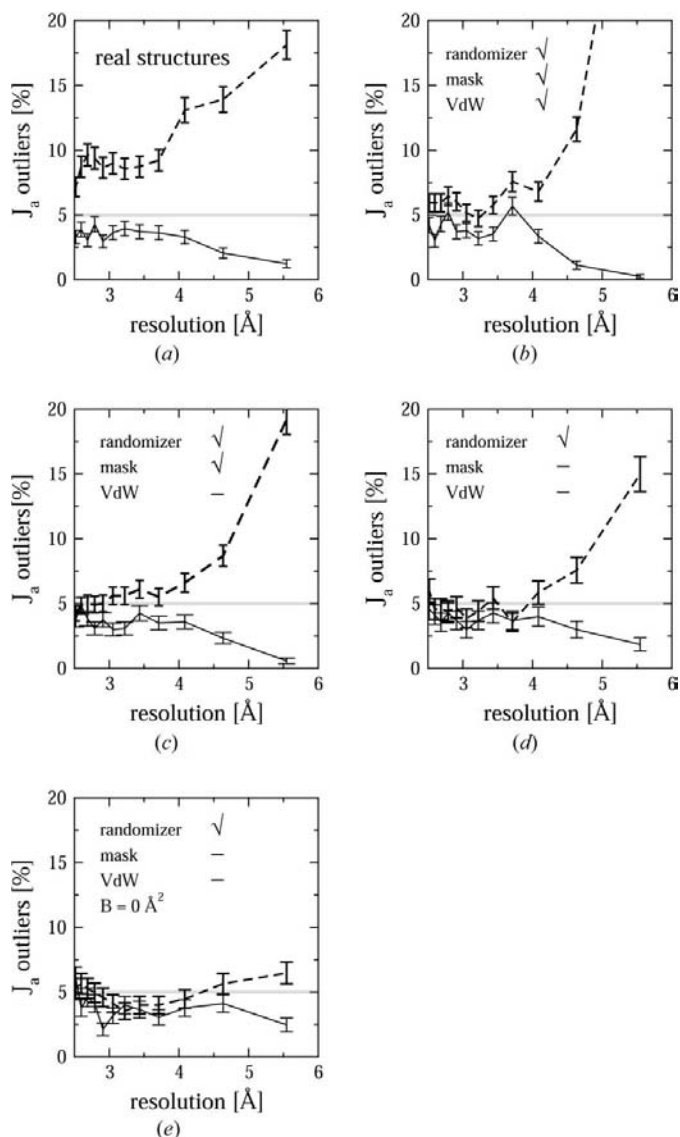 20
15
10
5
0
J_a outliers [%]
real structures
3 4 5 6
resolution [Å]
(a)
20
15
10
5
0
J_a outliers [%]
randomizer √
mask √
VdW √
3 4 5 6
resolution [Å]
(b)
20
15
10
5
0
J_a outliers[%]
randomizer √
mask √
VdW –
3 4 5 6
resolution [Å]
(c)
20
15
10
5
0
J_a outliers [%]
randomizer √
mask –
VdW –
3 4 5 6
resolution [Å]
(d)
20
15
10
5
0
J_a outliers [%]
randomizer √
mask –
VdW –
B = 0 Å²
3 4 5 6
resolution [Å]
(e)